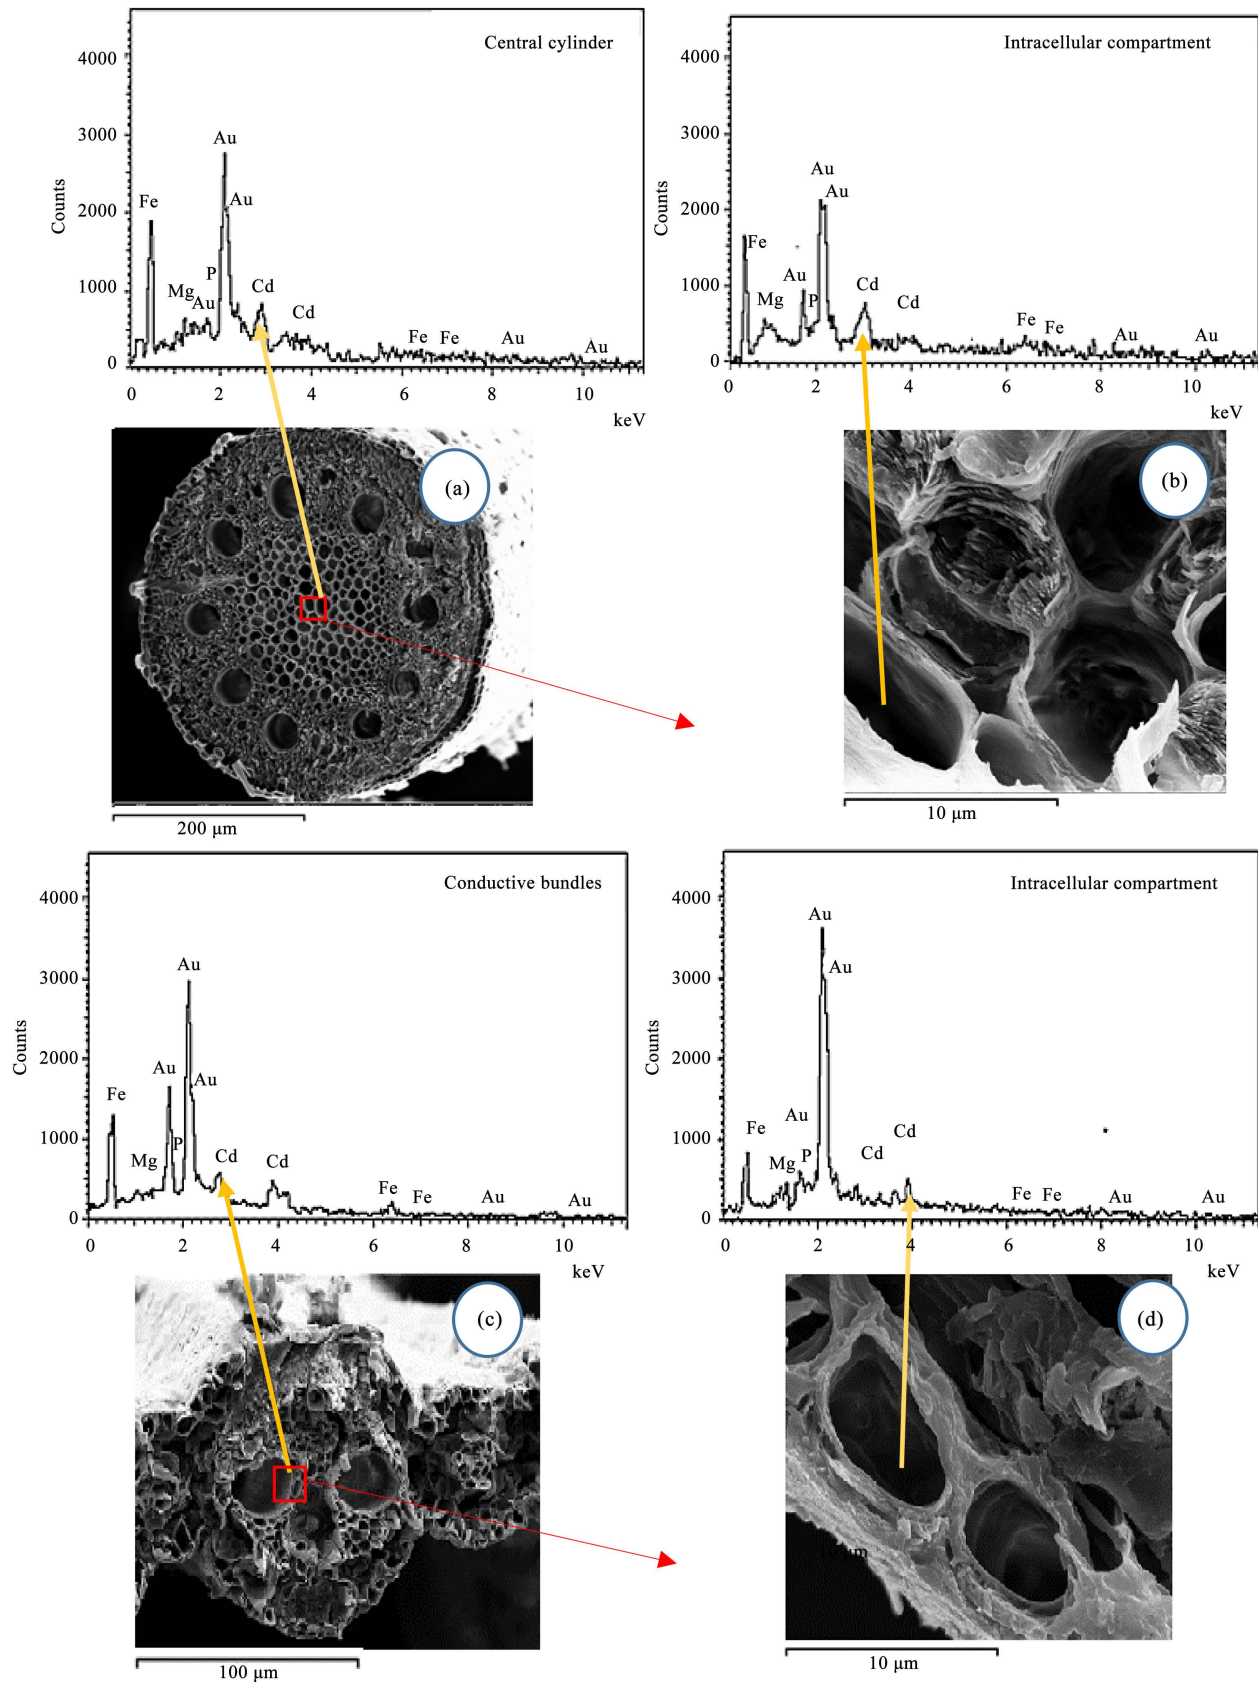 Central cylinder
4000
3000
2000
1000
0
Counts
Fe
Mg
Au
P
Au
Au
Cd
Cd
Fe
Fe
Au
Au
0
2
4
6
8
10
keV
(a)
200 µm
Intracellular compartment
4000
3000
2000
1000
0
Counts
Fe
Mg
Au
P
Au
Au
Cd
Cd
Fe
Fe
Au
Au
0
2
4
6
8
10
keV
(b)
10 µm
Conductive bundles
4000
3000
2000
1000
0
Counts
Fe
Mg
Au
P
Au
Au
Cd
Cd
Fe
Fe
Au
Au
0
2
4
6
8
10
keV
(c)
100 µm
Intracellular compartment
4000
3000
2000
1000
0
Counts
Fe
Mg
Au
P
Au
Au
Cd
Cd
Fe
Fe
Au
Au
0
2
4
6
8
10
keV
(d)
10 µm